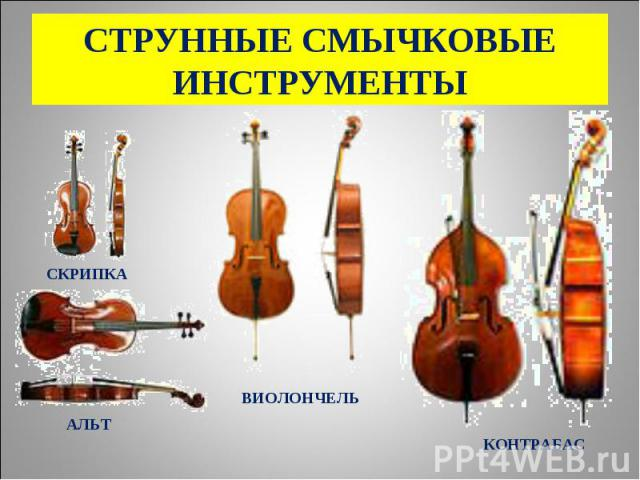 СТРУННЫЕ СМЫЧКОВЫЕ
ИНСТРУМЕНТЫ
СКРИПКА
ВИОЛОНЧЕЛЬ
АЛЬТ
КОНТРАБАС
PPt4WEB.ru